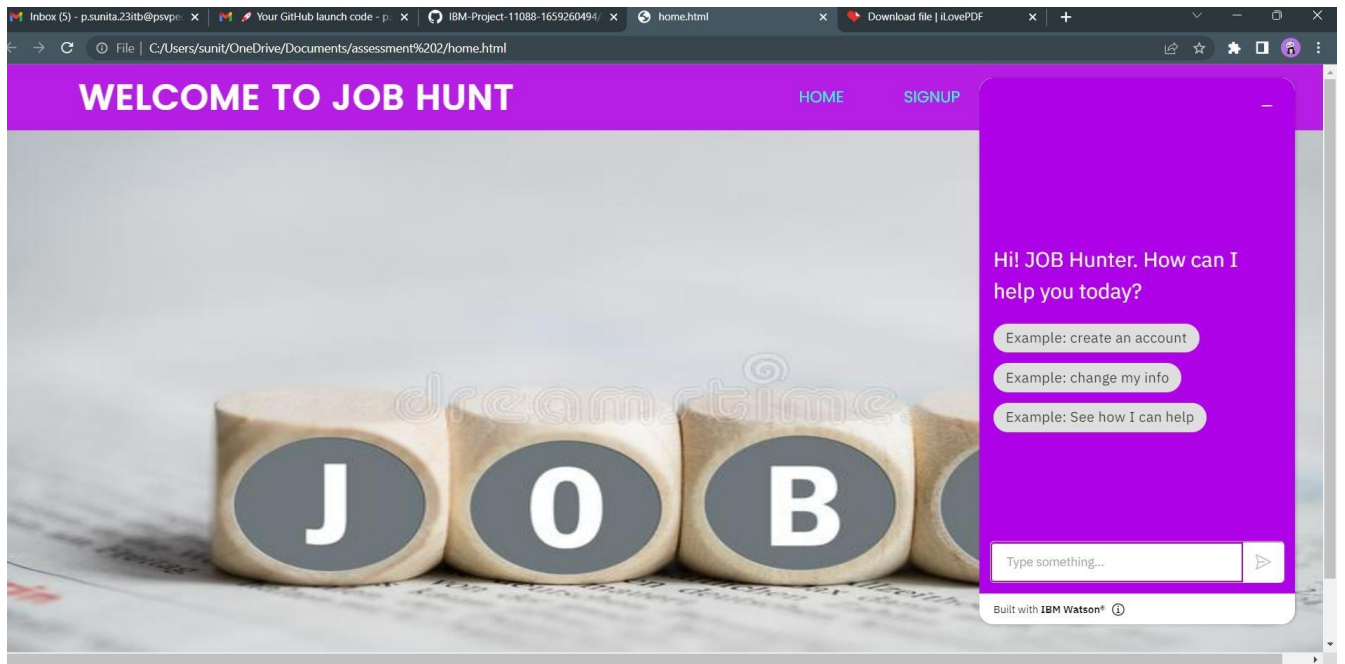 Inbox (5) - p.sunita.23itb@psvpe
Your GitHub launch code - p.
IBM-Project-11088-1659260494/
home.html
Download file | iLovePDF
File | C:/Users/sunit/OneDrive/Documents/assessment%202/home.html
WELCOME TO JOB HUNT
HOME
SIGNUP
Hi! JOB Hunter. How can I
help you today?
Example: create an account
Example: change my info
Example: See how I can help
dreamstime
J O B
Type something...
Built with IBM Watson®